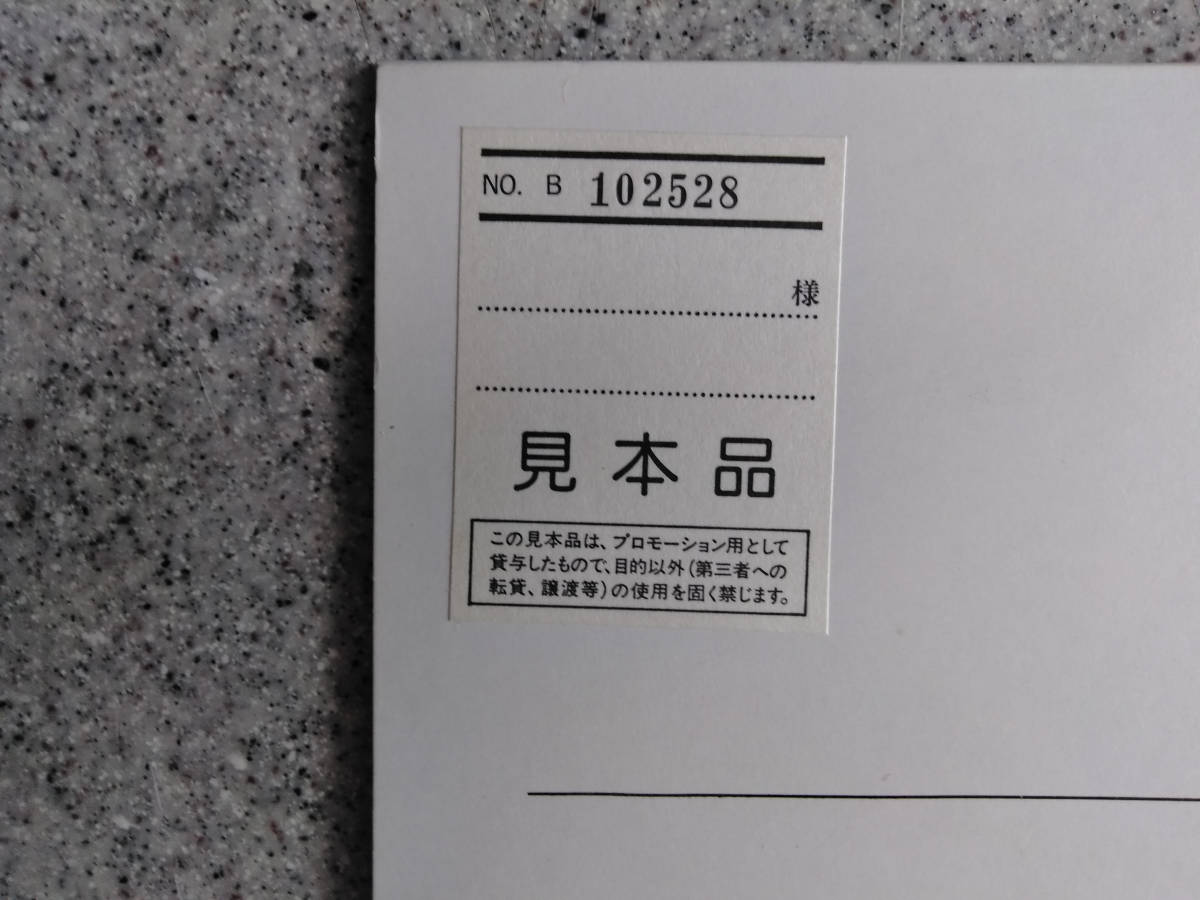 NO. B 102528
様
見本品
この見本品は、プロモーション用として
貸与したもので、目的以外(第三者への
転貸、譲渡等)の使用を固く禁じます。